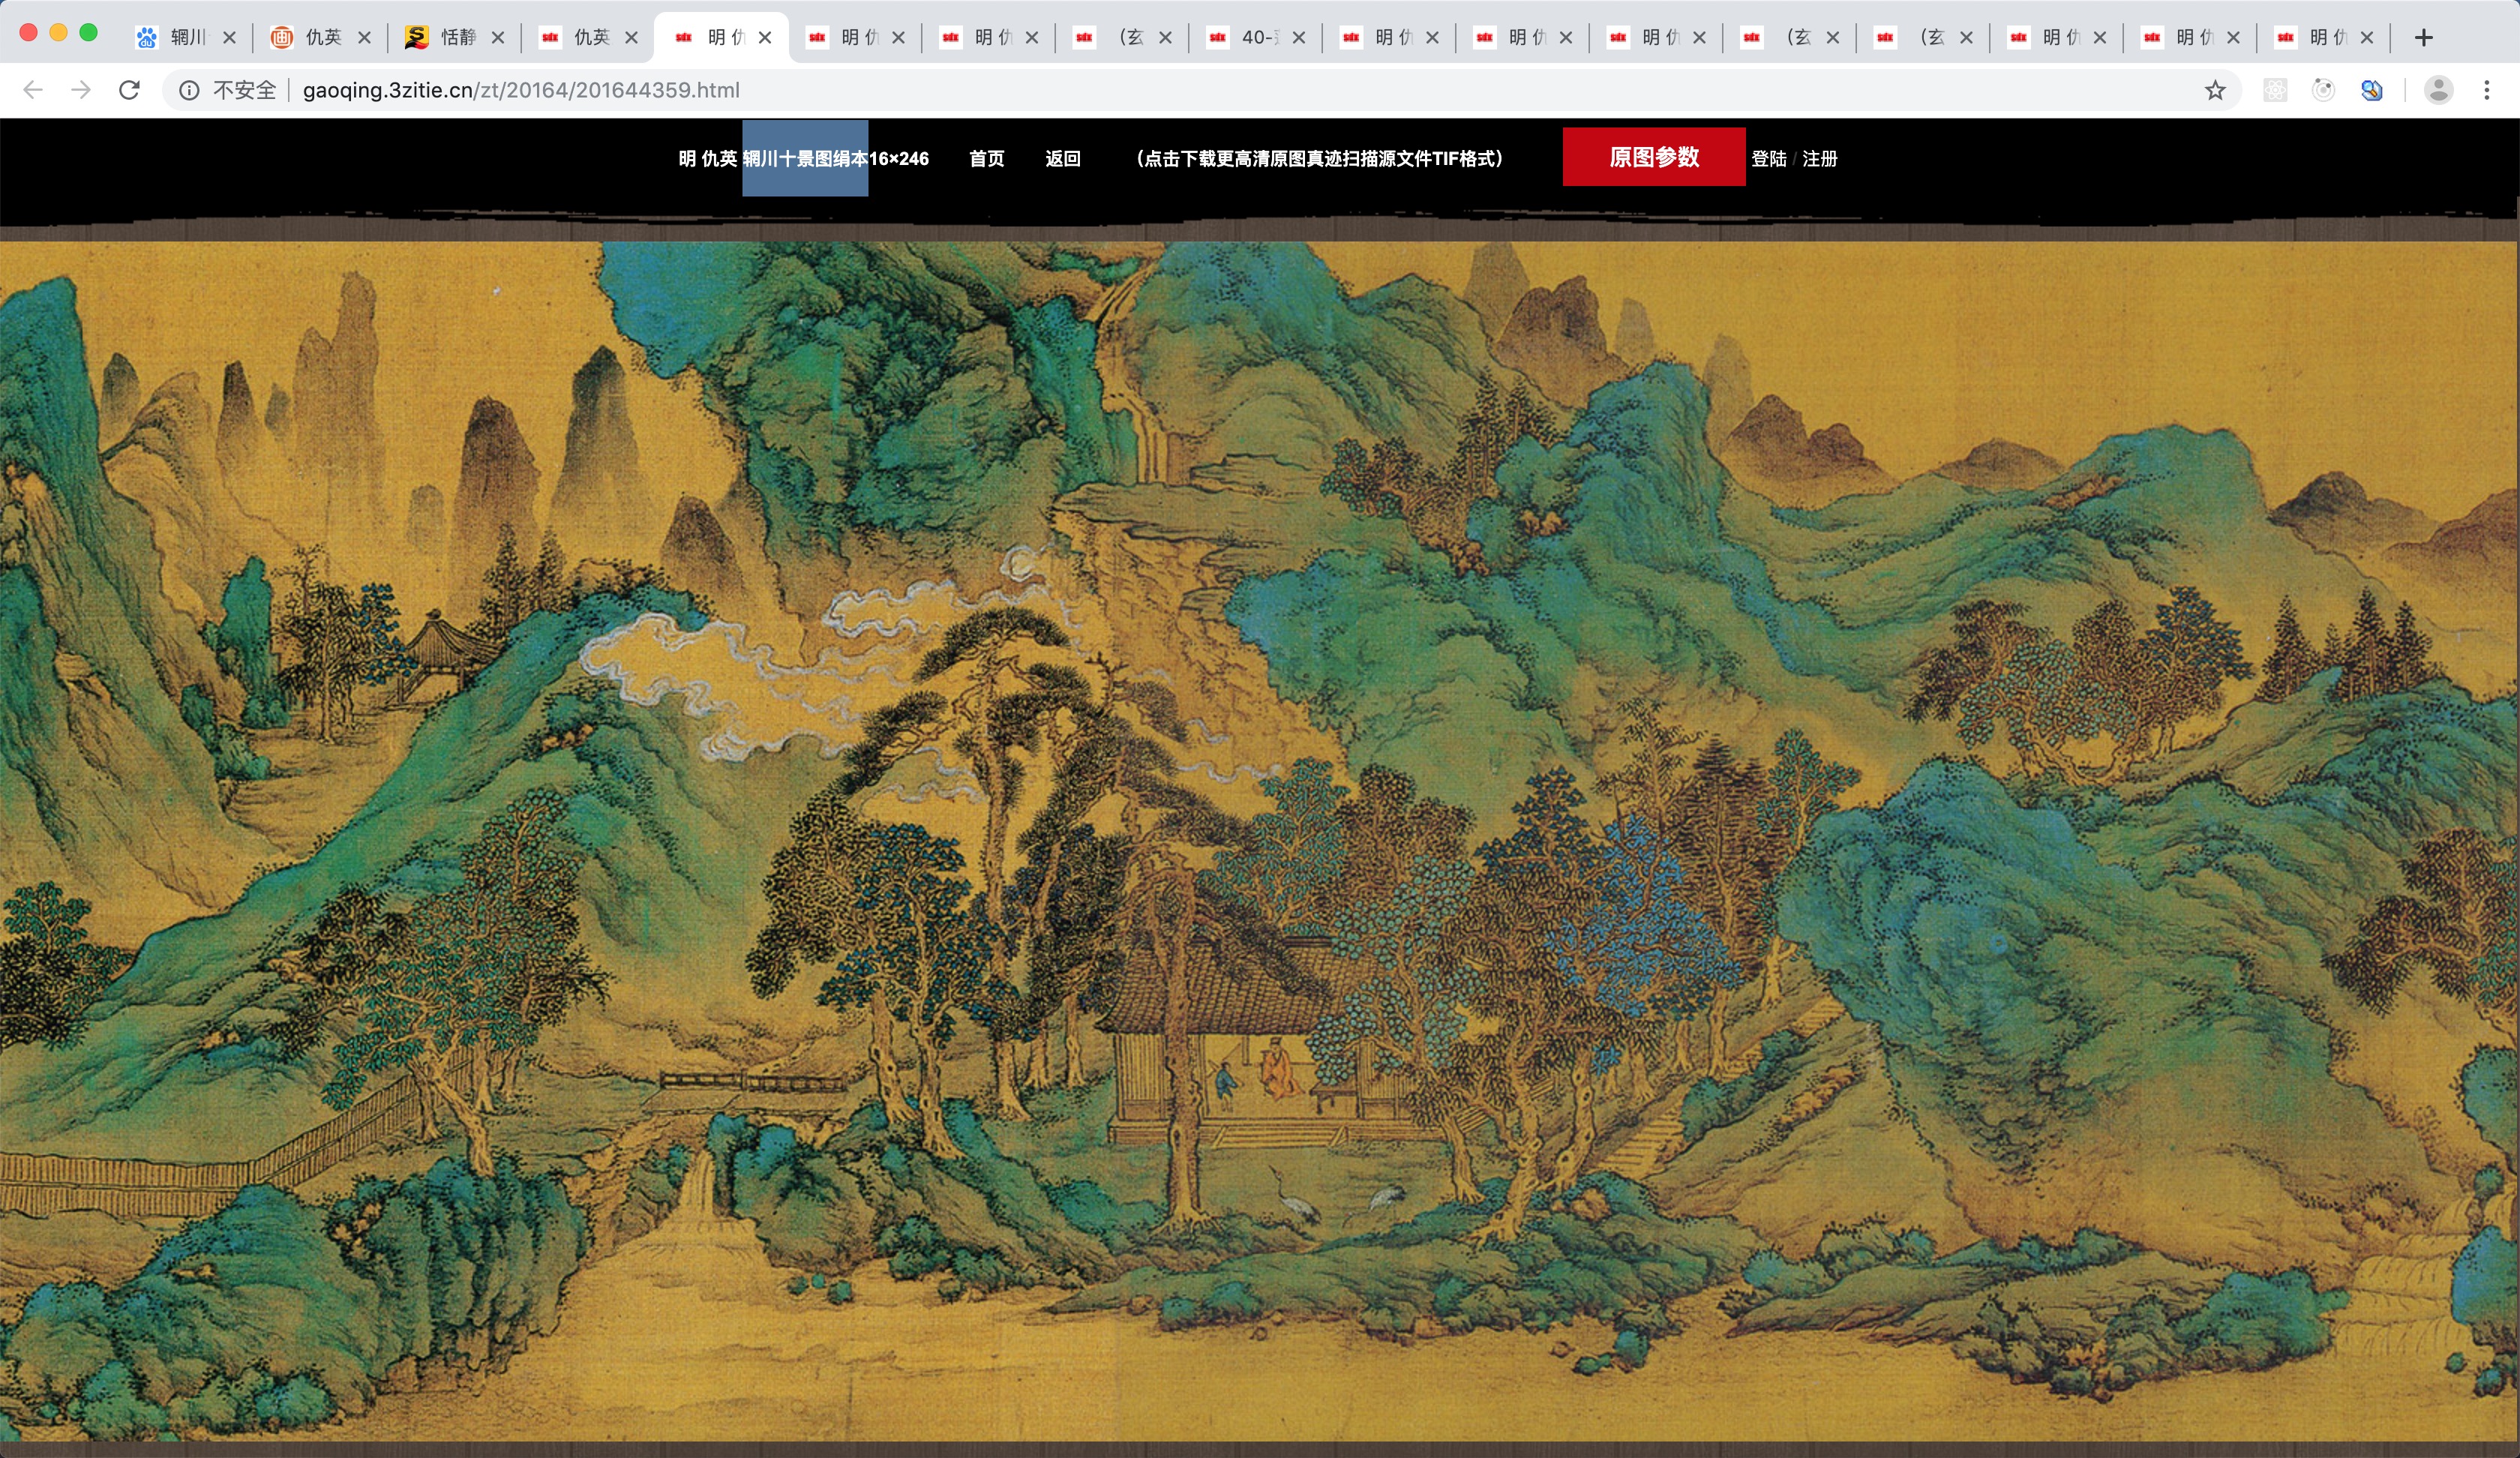 辋川 仇英 恬静 仇英 明 仇 明 仇 明 仇 （玄 40- 明 仇 明 仇 明 仇 （玄 （玄 明 仇 明 仇 明 仇
不安全 gaoqing.3zitie.cn/zt/20164/201644359.html
明 仇英 辋川十景图绢本16×246 首页 返回 （点击下载更高清原图真迹扫描源文件TIF格式） 原图参数 登陆 / 注册